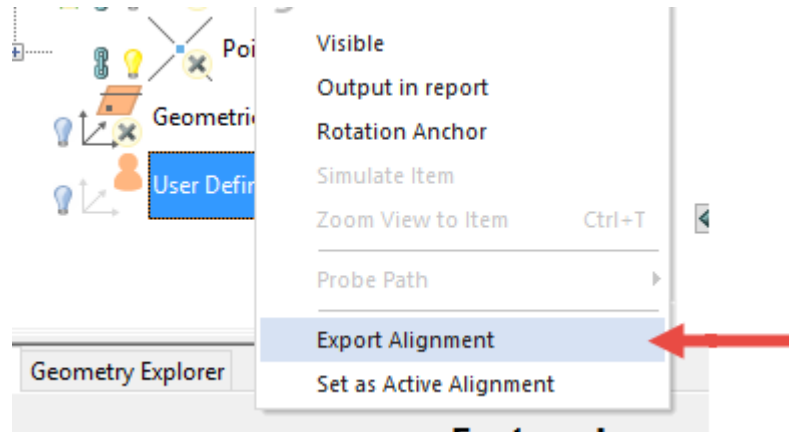 Visible
Poi
Output in report
Geometri
Rotation Anchor
Simulate Item
User Defin
Zoom View to Item Ctrl+T
Probe Path
Export Alignment
Geometry Explorer
Set as Active Alignment